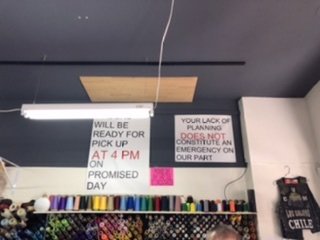 WILL BE
READY FOR
PICK UP
AT 4 PM
ON
PROMISED
DAY
YOUR LACK OF
PLANNING
DOES NOT
CONSTITUTE AN
EMERGENCY ON
OUR PART
CHILE